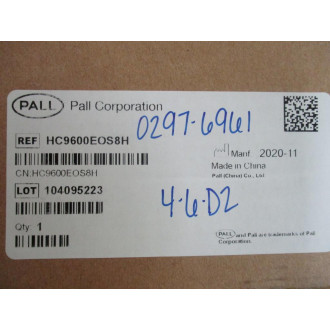 PALL Pall Corporation
0297-6961
REF HC9600EOS8H
Manf 2020-11
Made in China
Pall (China) Co., Ltd
CN:HC9600EOS8H
LOT 104095223
4-6-D2
Qty: 1
PALL and Pall are trademarks of Pall
Corporation